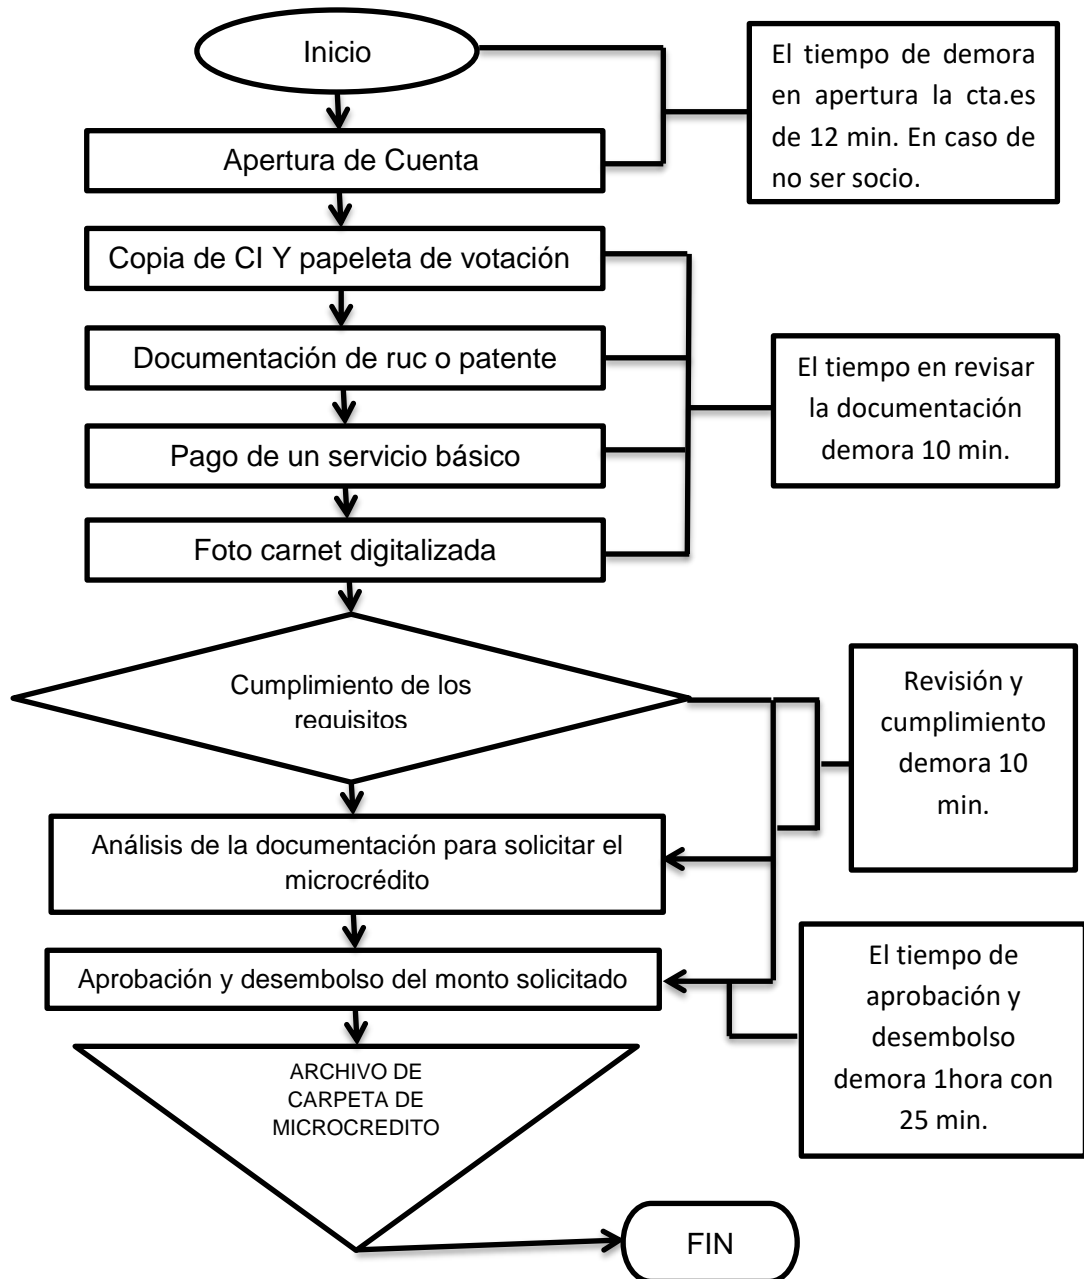 Inicio
El tiempo de demora
en apertura la cta.es
de 12 min. En caso de
no ser socio.
Apertura de Cuenta
Copia de CI Y papeleta de votación
Documentación de ruc o patente
El tiempo en revisar
la documentación
demora 10 min.
Pago de un servicio básico
Foto carnet digitalizada
Cumplimiento de los
requisitos
Revisión y
cumplimiento
demora 10
min.
Análisis de la documentación para solicitar el
microcrédito
Aprobación y desembolso del monto solicitado
El tiempo de
aprobación y
desembolso
demora 1hora con
25 min.
ARCHIVO DE
CARPETA DE
MICROCREDITO
FIN